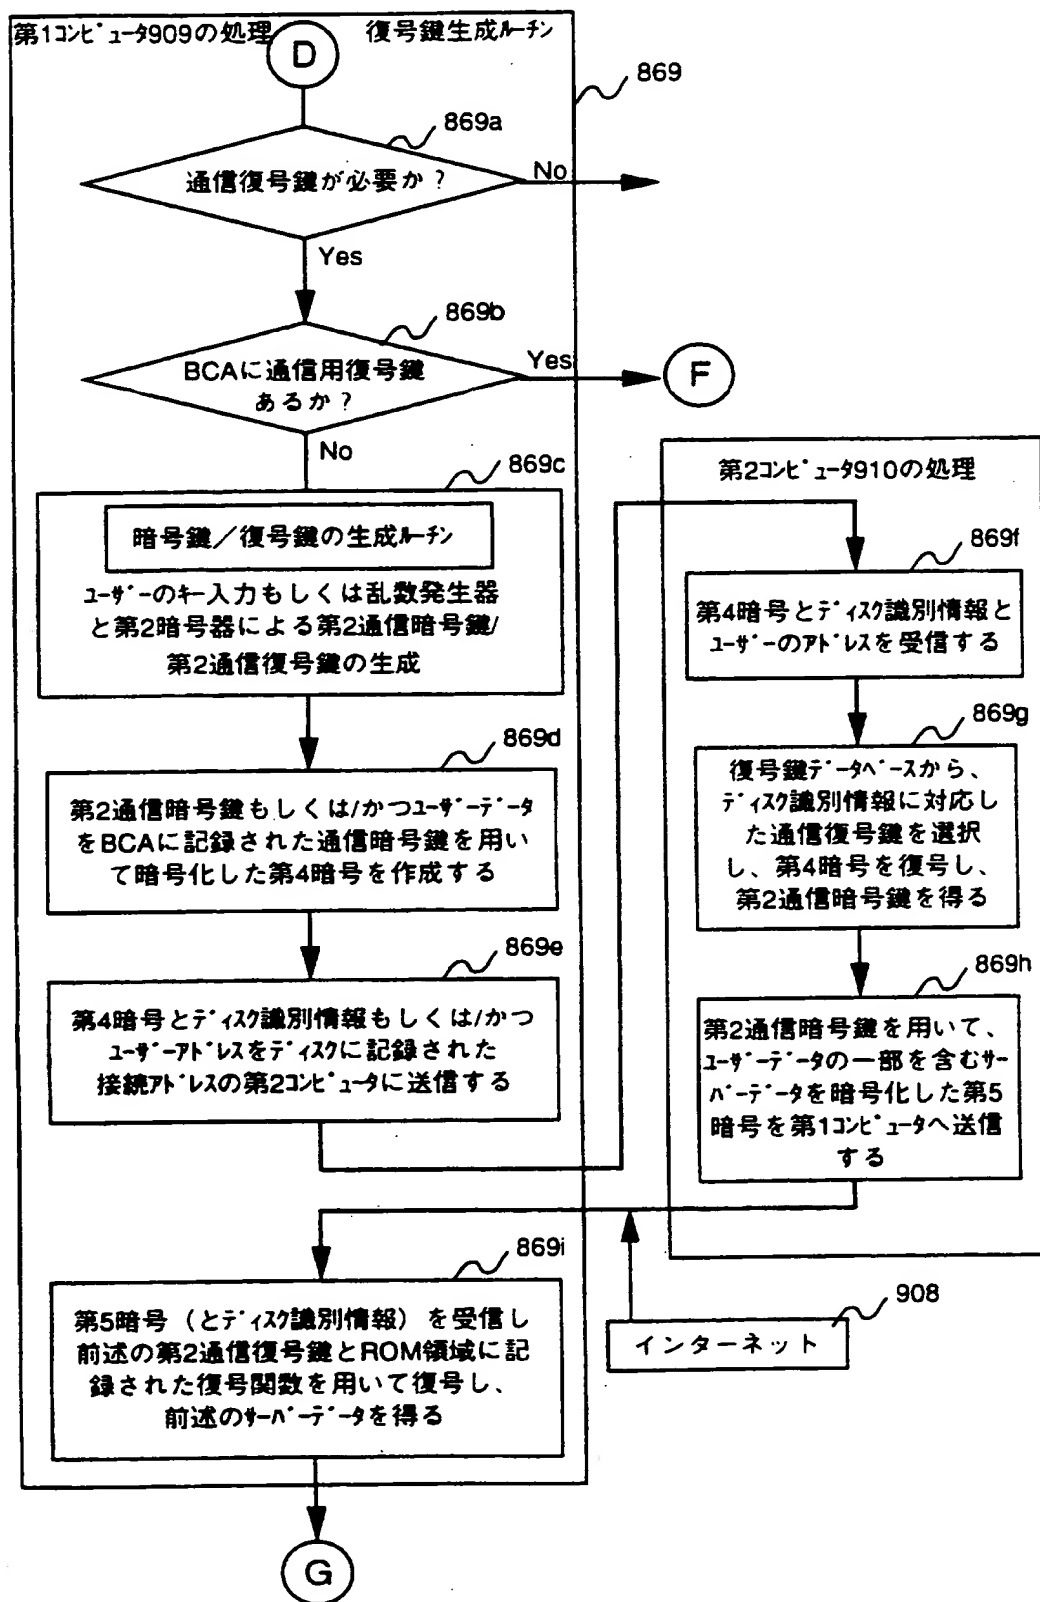 第1コンピュータ909の処理
復号鍵生成ルーチン
D
869
869a
通信復号鍵が必要か？
No
Yes
869b
BCAに通信用復号鍵
あるか？
Yes
F
No
869c
暗号鍵／復号鍵の生成ルーチン
ユーザーのキー入力もしくは乱数発生器
と第2暗号器による第2通信暗号鍵/
第2通信復号鍵の生成
869d
第2通信暗号鍵もしくは/かつユーザーデータ
をBCAに記録された通信暗号鍵を用い
て暗号化した第4暗号を作成する
869e
第4暗号とディスク識別情報もしくは/かつ
ユーザーアドレスをディスクに記録された
接続アドレスの第2コンピュータに送信する
第2コンピュータ910の処理
869f
第4暗号とディスク識別情報と
ユーザーのアドレスを受信する
869g
復号鍵データベースから、
ディスク識別情報に対応し
た通信復号鍵を選択
し、第4暗号を復号し、
第2通信暗号鍵を得る
869h
第2通信暗号鍵を用いて、
ユーザーデータの一部を含むサー
バーデータを暗号化した第5
暗号を第1コンピュータへ送信
する
869i
第5暗号（とディスク識別情報）を受信し
前述の第2通信復号鍵とROM領域に記
録された復号関数を用いて復号し、
前述のサーバーデータを得る
908
インターネット
G